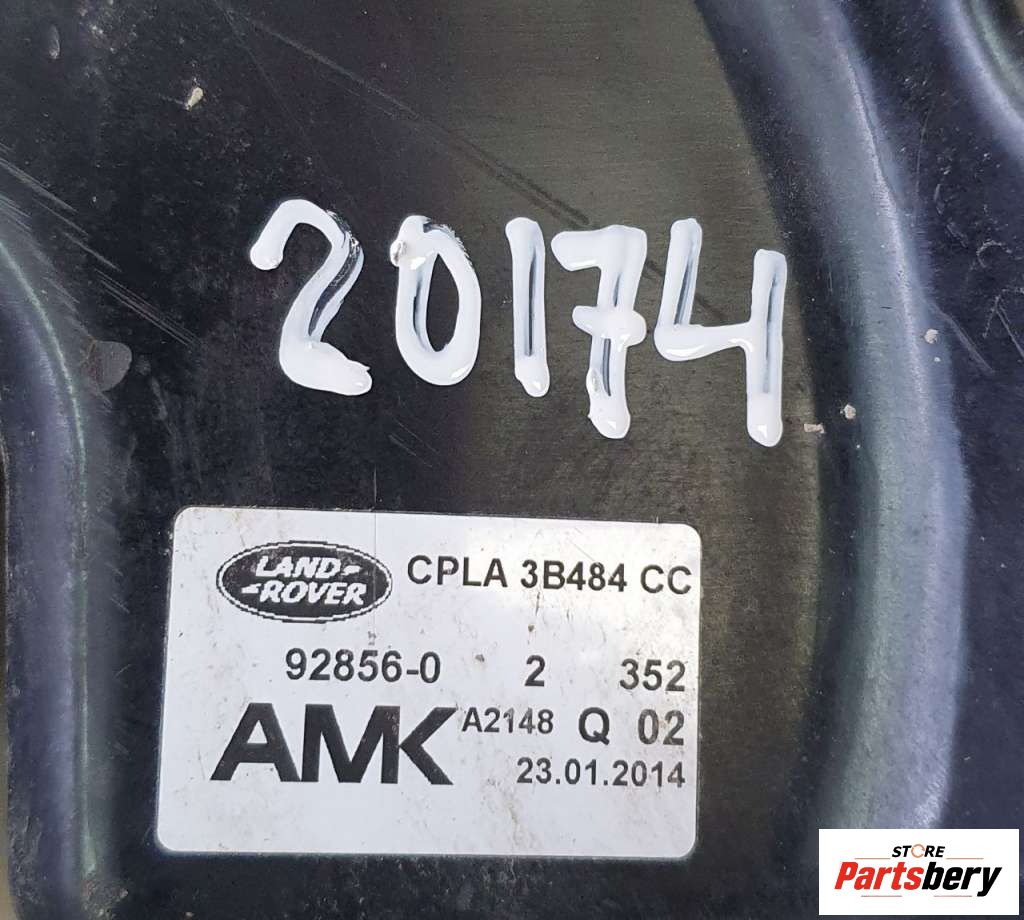 20174
LAND-
-ROVER
CPLA 3B484 CC
92856-0 2 352
AMK A2148 Q 02
23.01.2014
STORE
Partsbery